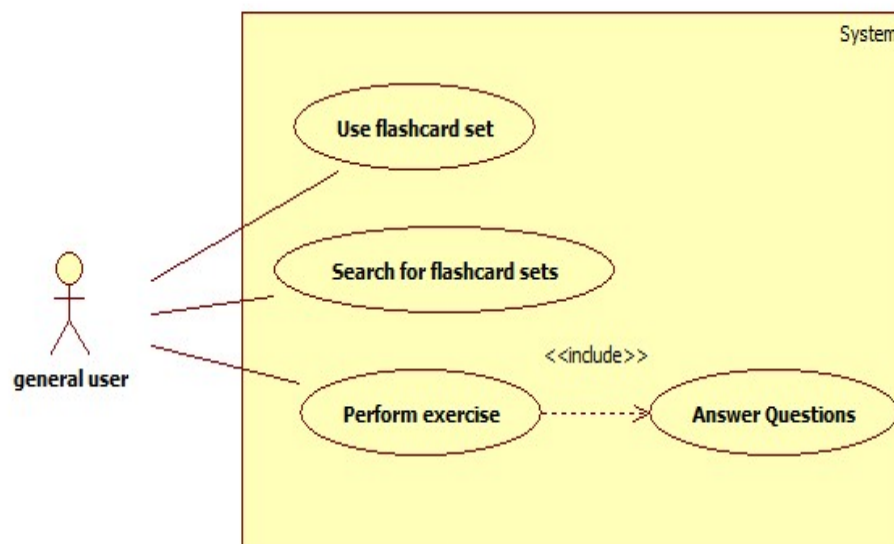 System
Use flashcard set
Search for flashcard sets
general user
<<include>>
Perform exercise
Answer Questions